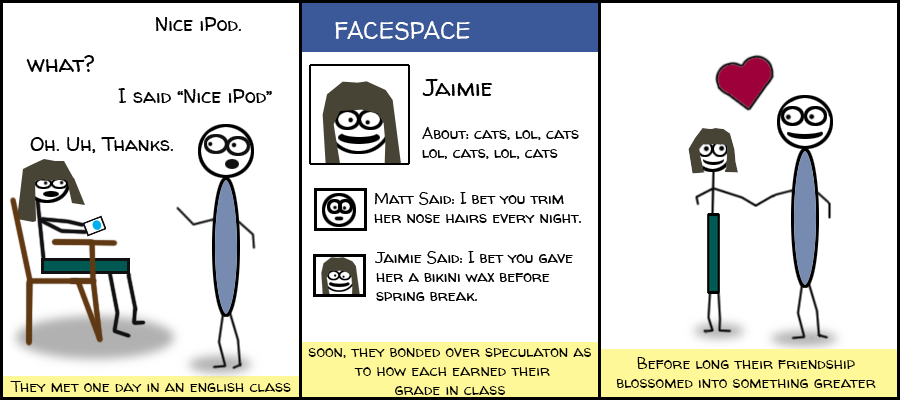 Nice iPod.
What?
I said “Nice iPod”
Oh. Uh, Thanks.
They met one day in an english class
FACESPACE
Jaimie
About: cats, lol, cats
lol, cats, lol, cats
Matt Said: I bet you trim
her nose hairs every night.
Jaimie Said: I bet you gave
her a bikini wax before
spring break.
soon, they bonded over speculaton as
to how each earned their
grade in class
Before long their friendship
blossomed into something greater